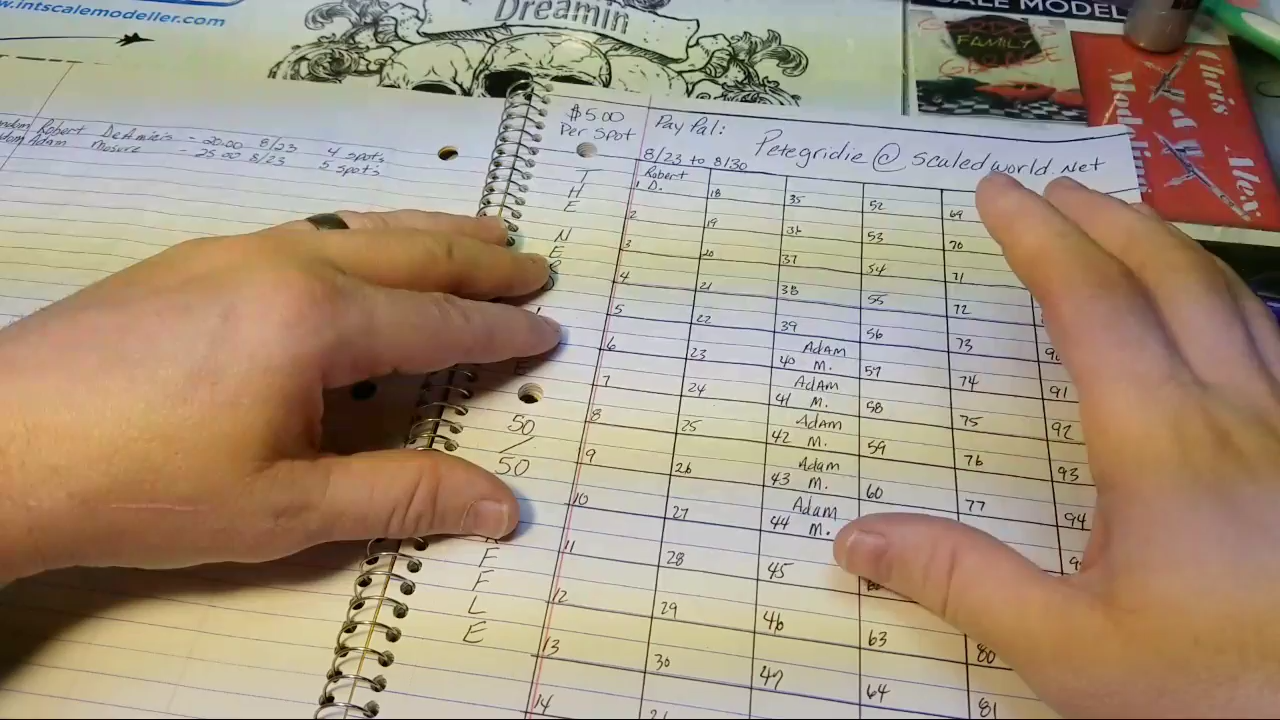 www.intscalemodeller.com
Dreamin
SCALE MODEL
FAMILY
Chris
Alex
Modeling
Robert DeAmicis - 20.00 8/23 4 spots
Adam Mosure - 25.00 8/23 5 spots
$5.00
Per Spot
PayPal:
Petegridie @ scaledworld.net
8/23 to 8/30
T
H
E
N
E
R
50
/
50
F
F
L
E
Robert
1 D. 18 35 52 69
2 19 36 53 70
3 20 37 54 71
4 21 38 55 72
5 22 39 56 73
Adam
6 23 40 M. 57 74 91
Adam
7 24 41 M. 58 75 92
Adam
8 25 42 M. 59 76 93
Adam
9 26 43 M. 60 77 94
Adam
10 27 44 M.
11 28 45
12 29 46 63 80
13 30 47 64 81
14